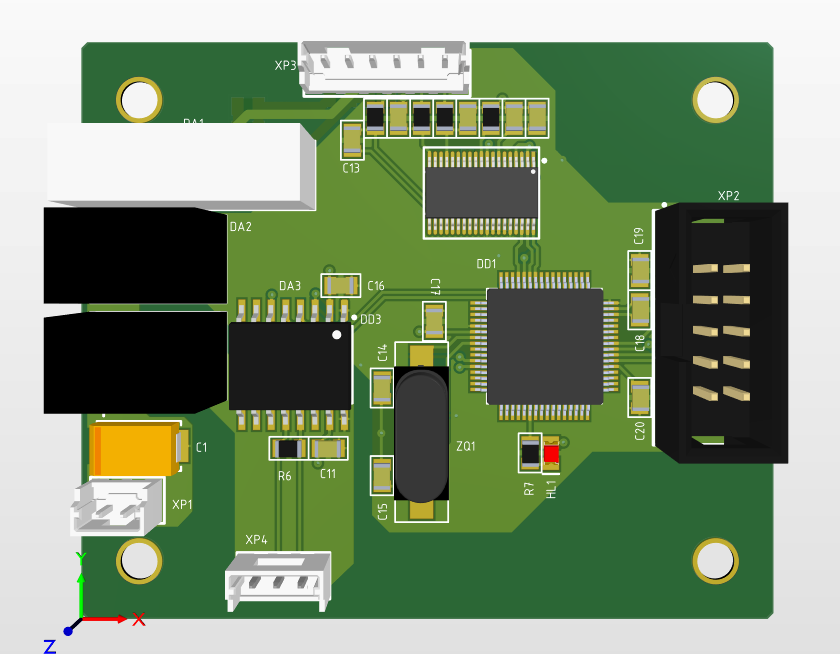 XP3
DA1
C13
XP2
DA2
C19
DD1
DA3
C16
C17
DD3
C18
C14
C20
ZQ1
C1
R6
C11
R7
HL1
XP1
C15
XP4
Y
X
Z